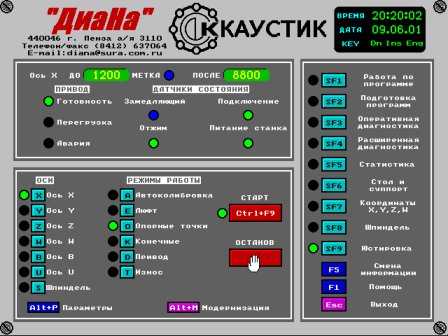 "ДиаНа"
440046 г. Пенза а/я 3110
Телефон/факс (8412) 637064
E-mail:diana@sura.com.ru
КАУСТИК
ВРЕМЯ 20:20:02
ДАТА 09.06.01
KEY Dn Ins Eng
Ось X ДО 1200 МЕТКА ПОСЛЕ 8800
ПРИВОД
Готовность
Перегрузка
Авария
ДАТЧИКИ СОСТОЯНИЯ
Замедляющий
Подключение
Отжим
Питание станка
ОСИ
X Ось X
Y Ось Y
Z Ось Z
W Ось W
B Ось B
U Ось U
S Шпиндель
РЕЖИМЫ РАБОТЫ
A Автоколибровка
E Люфт
O Опорные точки
K Конечные
D Привод
T Износ
СТАРТ
Ctrl+F9
ОСТАНОВ
Alt+P Параметры
Alt+M Модернизация
SF1 Работа по
программе
SF2 Подготовка
программ
SF3 Оперативная
диагностика
SF4 Расширенная
диагностика
SF5 Статистика
SF6 Стол и
суппорт
SF7 Координаты
X,Y,Z,W
SF8 Шпиндель
SF9 Юстировка
F5 Смена
информации
F1 Помощь
Esc Выход